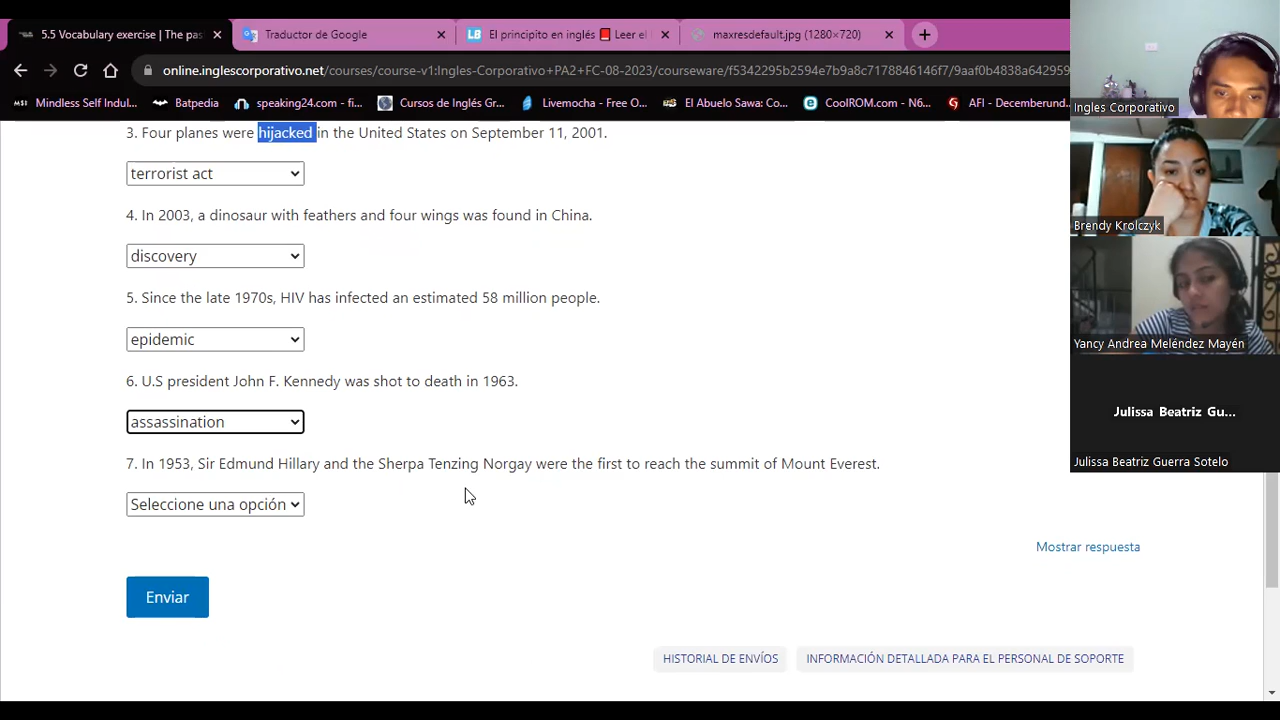 5.5 Vocabulary exercise | The pas
Traductor de Google
El principito en inglés 📕 Leer el
maxresdefault.jpg (1280×720)
online.inglescorporativo.net/courses/course-v1:Ingles-Corporativo+PA2+FC-08-2023/courseware/f5342295b2594e7b9a8c7178846146f7/9aaf0b4838a642959
Mindless Self Indul...
Batpedia
speaking24.com - fi...
Cursos de Inglés Gr...
Livemocha - Free O...
El Abuelo Sawa: Co...
CoolROM.com - N6...
AFI - Decemberund...
3. Four planes were hijacked in the United States on September 11, 2001.
terrorist act
4. In 2003, a dinosaur with feathers and four wings was found in China.
discovery
5. Since the late 1970s, HIV has infected an estimated 58 million people.
epidemic
6. U.S president John F. Kennedy was shot to death in 1963.
assassination
7. In 1953, Sir Edmund Hillary and the Sherpa Tenzing Norgay were the first to reach the summit of Mount Everest.
Seleccione una opción
Mostrar respuesta
Enviar
HISTORIAL DE ENVÍOS
INFORMACIÓN DETALLADA PARA EL PERSONAL DE SOPORTE
Ingles Corporativo
Brendy Krolczyk
Yancy Andrea Meléndez Mayén
Julissa Beatriz Gu...
Julissa Beatriz Guerra Sotelo